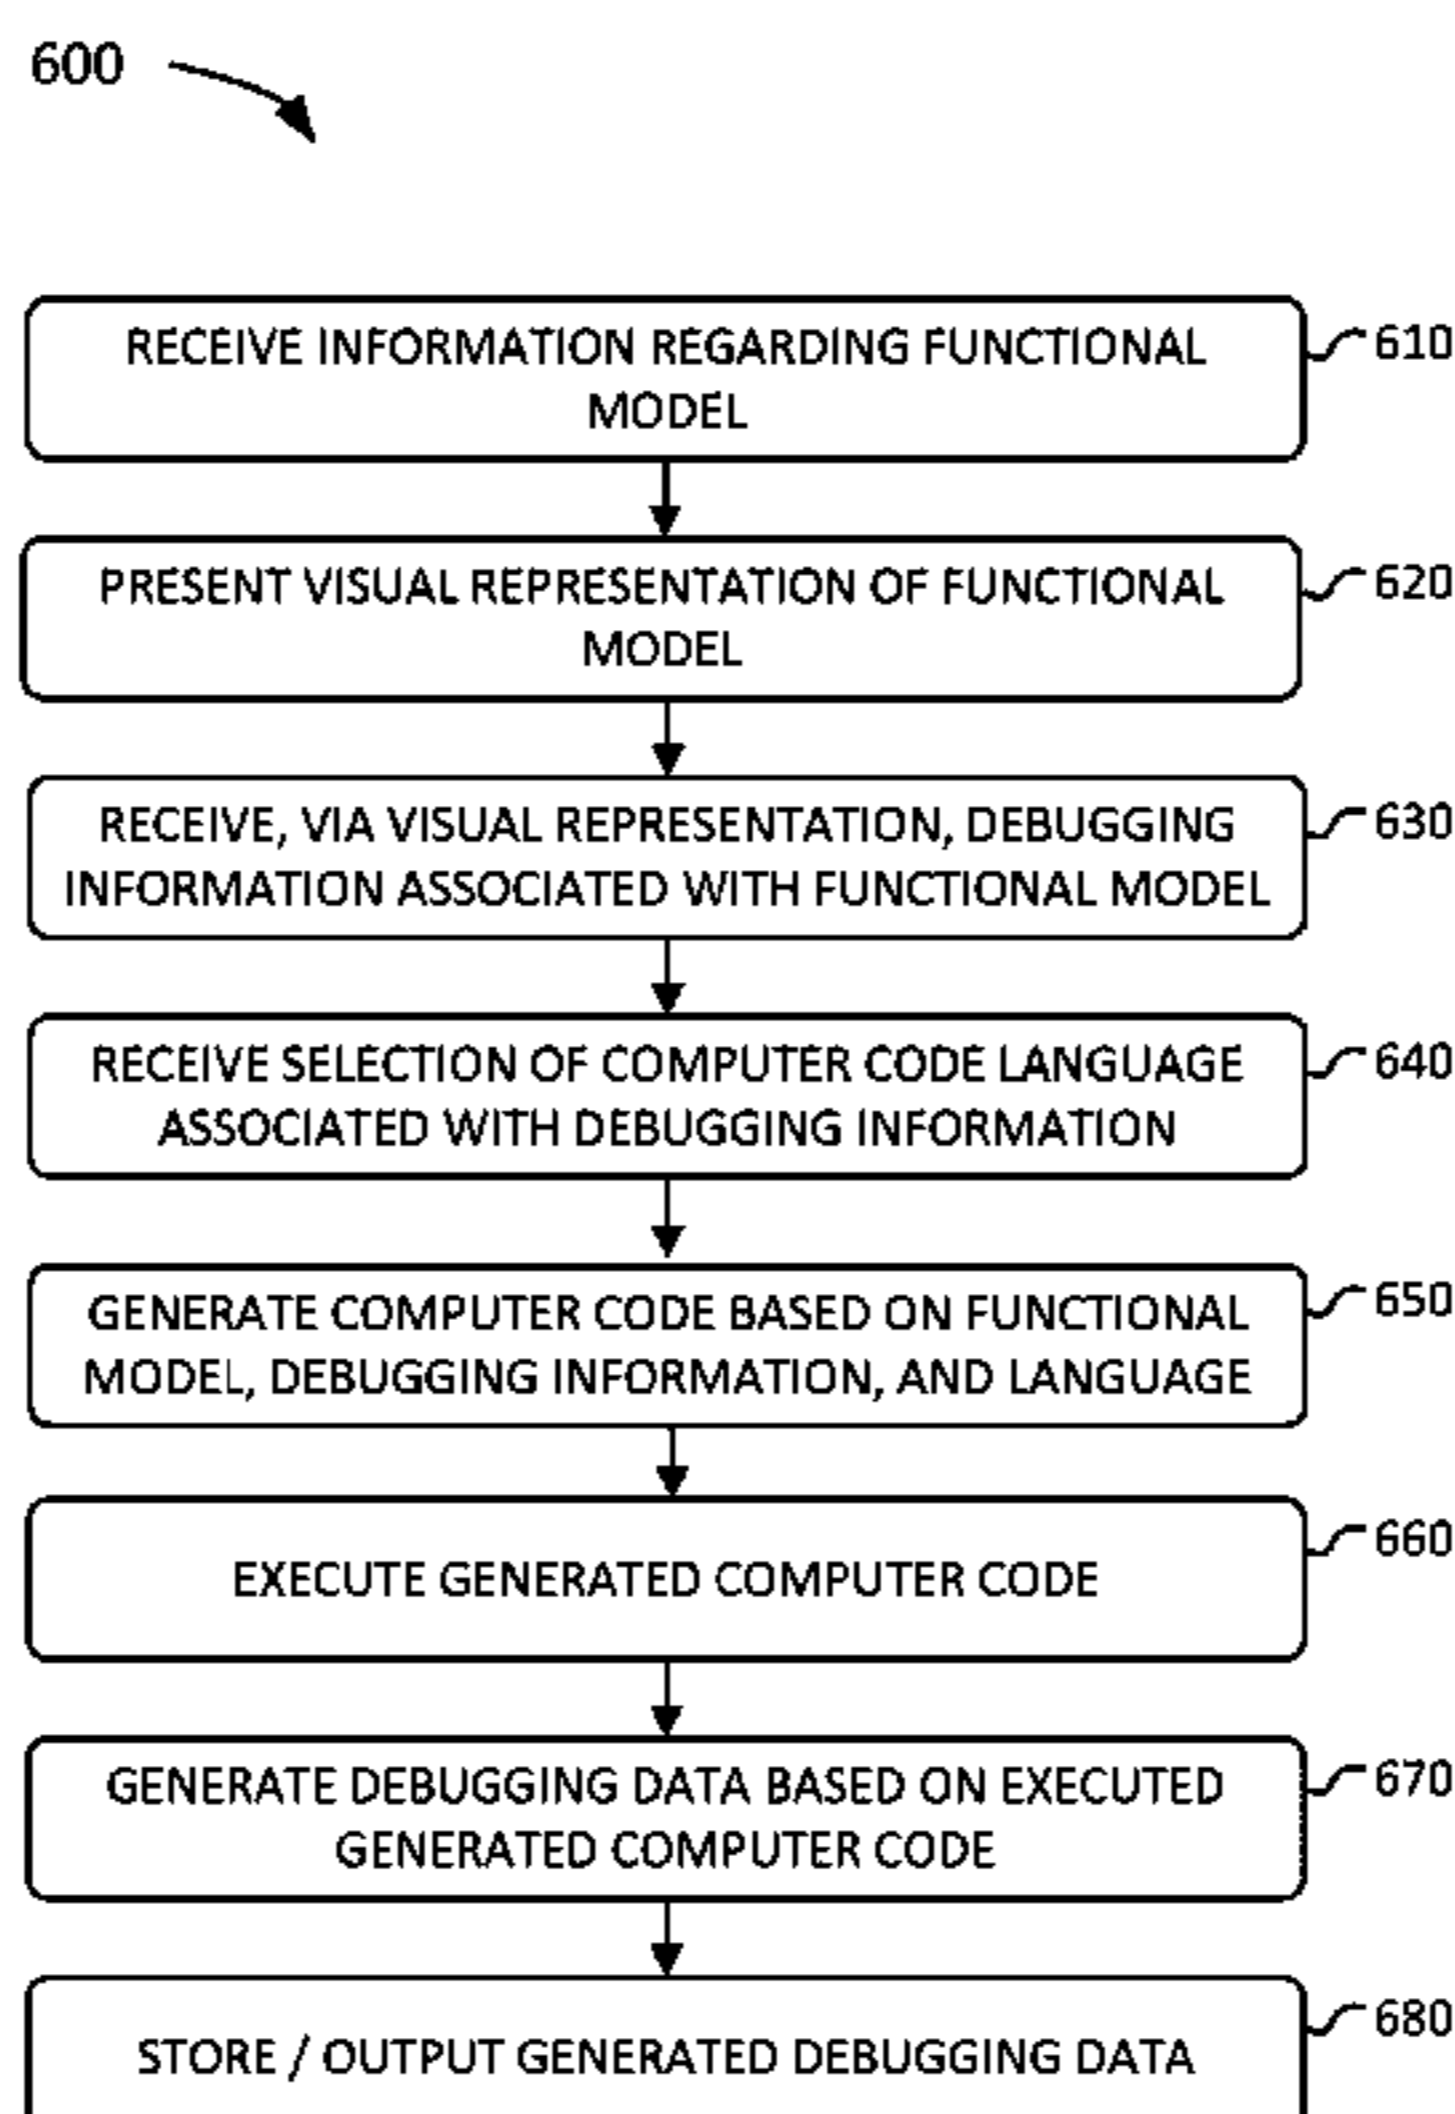 600
RECEIVE INFORMATION REGARDING FUNCTIONAL
MODEL
610
PRESENT VISUAL REPRESENTATION OF FUNCTIONAL
MODEL
620
RECEIVE, VIA VISUAL REPRESENTATION, DEBUGGING
INFORMATION ASSOCIATED WITH FUNCTIONAL MODEL
630
RECEIVE SELECTION OF COMPUTER CODE LANGUAGE
ASSOCIATED WITH DEBUGGING INFORMATION
640
GENERATE COMPUTER CODE BASED ON FUNCTIONAL
MODEL, DEBUGGING INFORMATION, AND LANGUAGE
650
EXECUTE GENERATED COMPUTER CODE
660
GENERATE DEBUGGING DATA BASED ON EXECUTED
GENERATED COMPUTER CODE
670
STORE / OUTPUT GENERATED DEBUGGING DATA
680